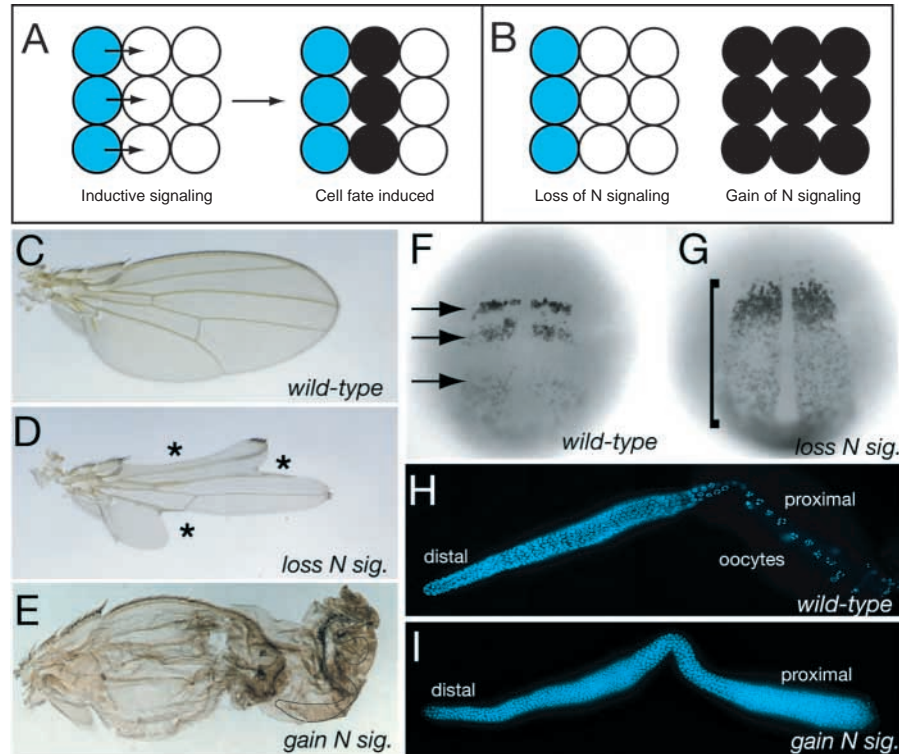 A
Inductive signaling
Cell fate induced
B
Loss of N signaling
Gain of N signaling
C
wild-type
D
*
*
*
loss N sig.
E
gain N sig.
F
wild-type
G
loss N sig.
H
distal
proximal
oocytes
wild-type
I
distal
proximal
gain N sig.